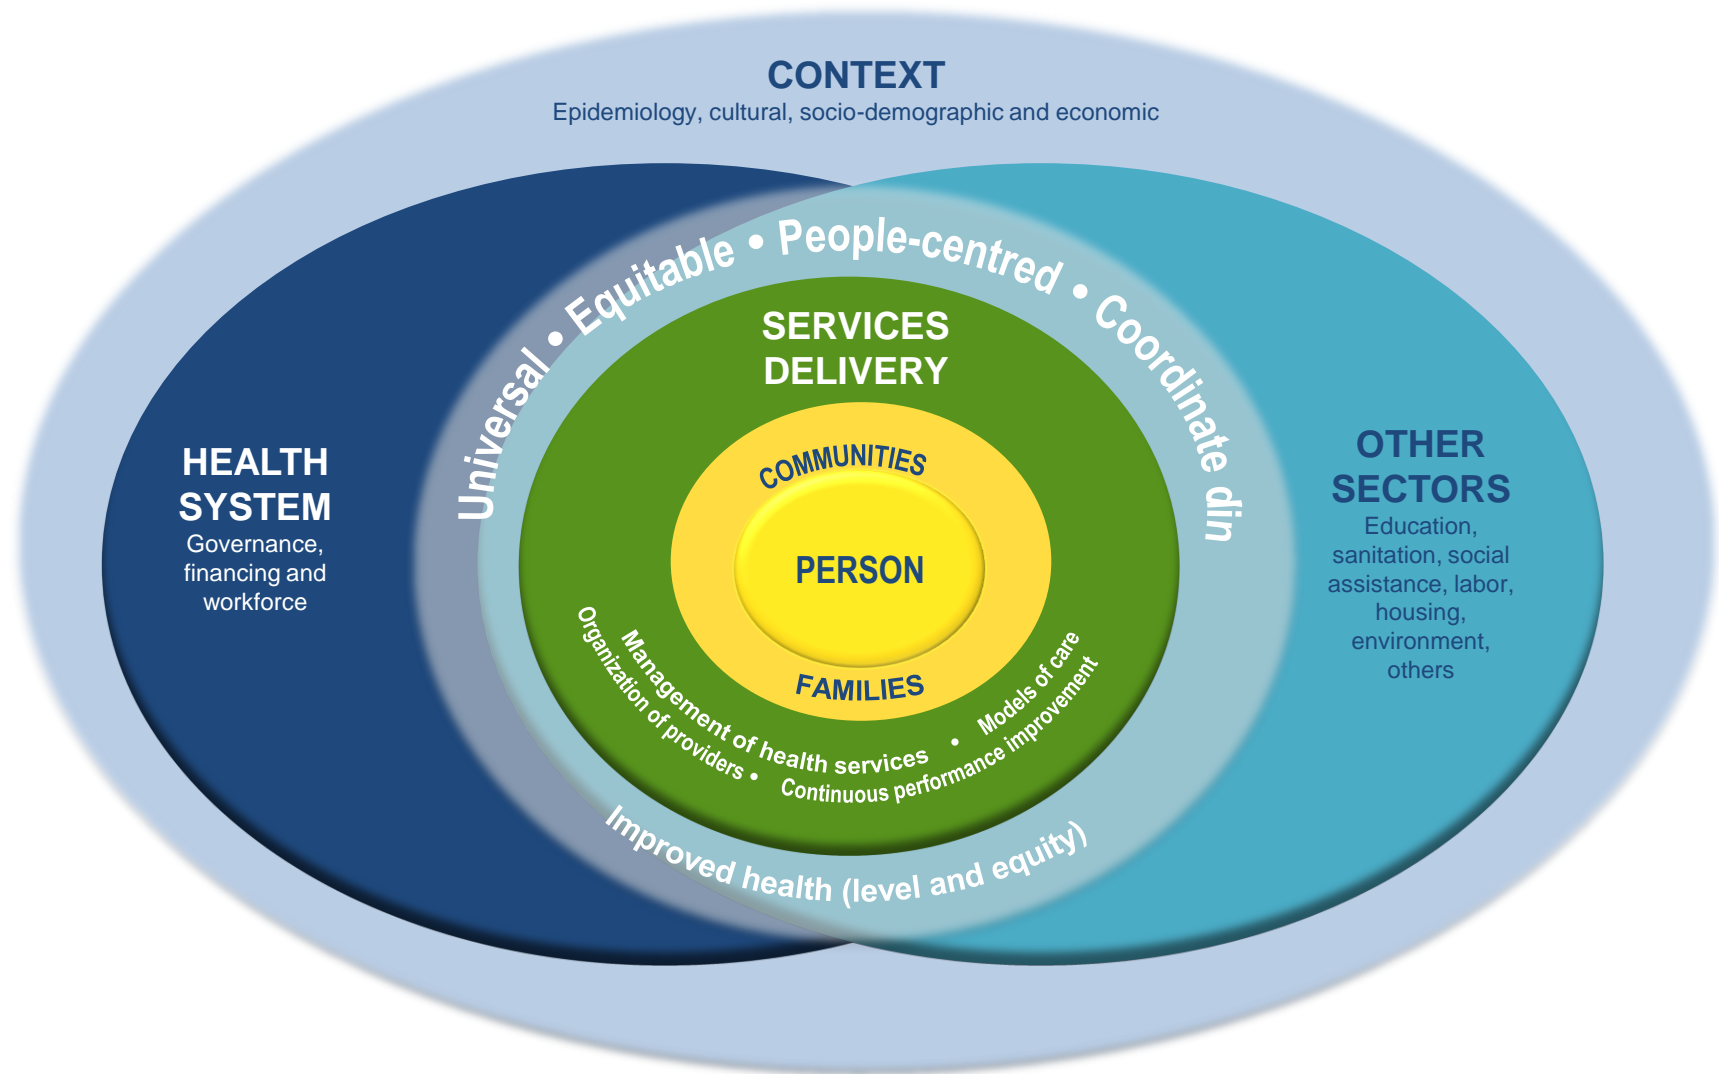 CONTEXT
Epidemiology, cultural, socio-demographic and economic
Universal • Equitable • People-centred • Coordinate din
SERVICES
DELIVERY
COMMUNITIES
PERSON
FAMILIES
Management of health services • Models of care
Organization of providers • Continuous performance improvement
Improved health (level and equity)
HEALTH
SYSTEM
Governance,
financing and
workforce
OTHER
SECTORS
Education,
sanitation, social
assistance, labor,
housing,
environment,
others